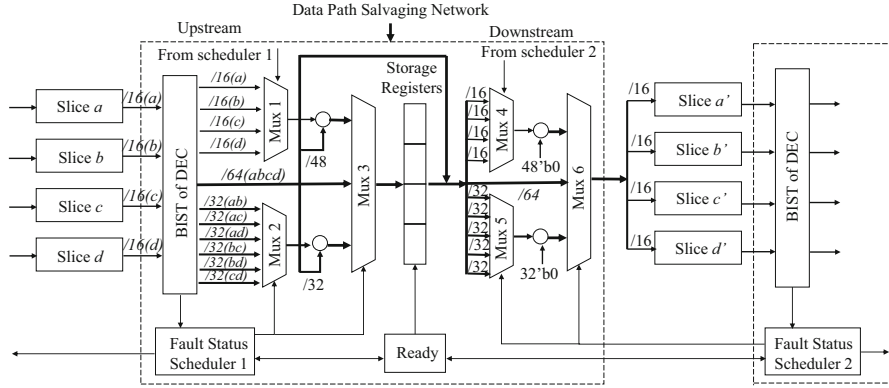 Data Path Salvaging Network
Upstream
Downstream
From scheduler 1
From scheduler 2
Slice a
Slice b
Slice c
Slice d
/16(a)
/16(b)
/16(c)
/16(d)
BIST of DEC
/16(a)
/16(b)
/16(c)
/16(d)
/64(abcd)
/32(ab)
/32(ac)
/32(ad)
/32(bc)
/32(bd)
/32(cd)
Mux 1
Mux 2
/48
/32
Mux 3
Storage
Registers
/16
/16
/16
/16
/64
/32
/32
/32
/32
/32
/32
Mux 4
Mux 5
48'b0
32'b0
Mux 6
/16
/16
/16
/16
Slice a'
Slice b'
Slice c'
Slice d'
BIST of DEC
Fault Status
Scheduler 1
Ready
Fault Status
Scheduler 2